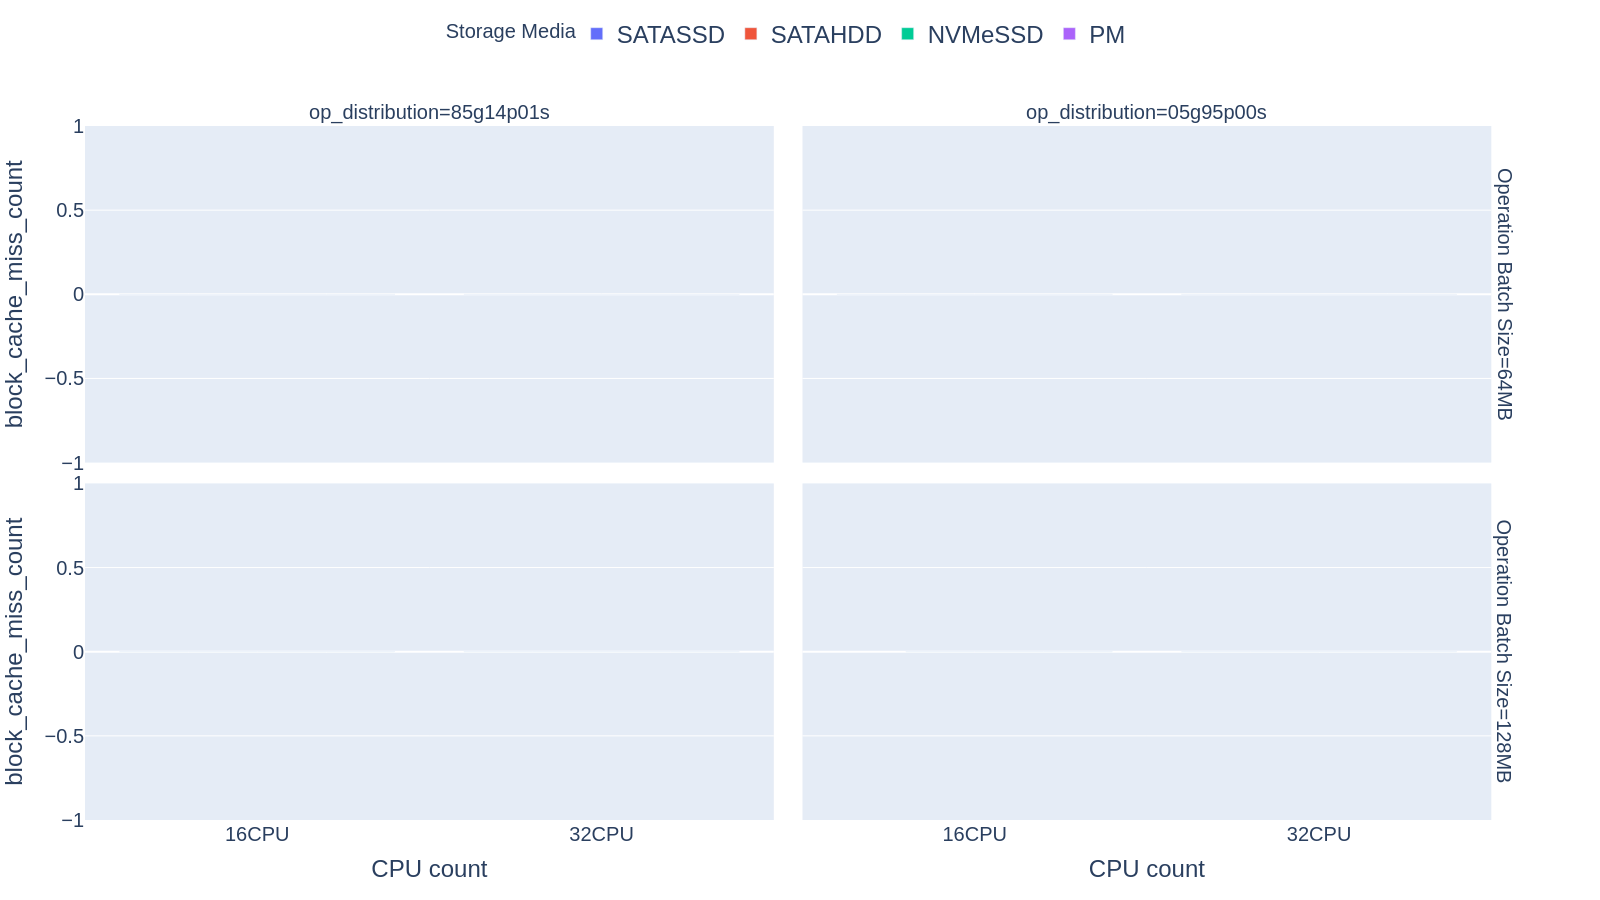 Storage Media SATASSD SATAHDD NVMeSSD PM
op_distribution=85g14p01s
op_distribution=05g95p00s
block_cache_miss_count
1
0.5
0
−0.5
−1
Operation Batch Size=64MB
block_cache_miss_count
1
0.5
0
−0.5
−1
Operation Batch Size=128MB
16CPU 32CPU
16CPU 32CPU
CPU count
CPU count